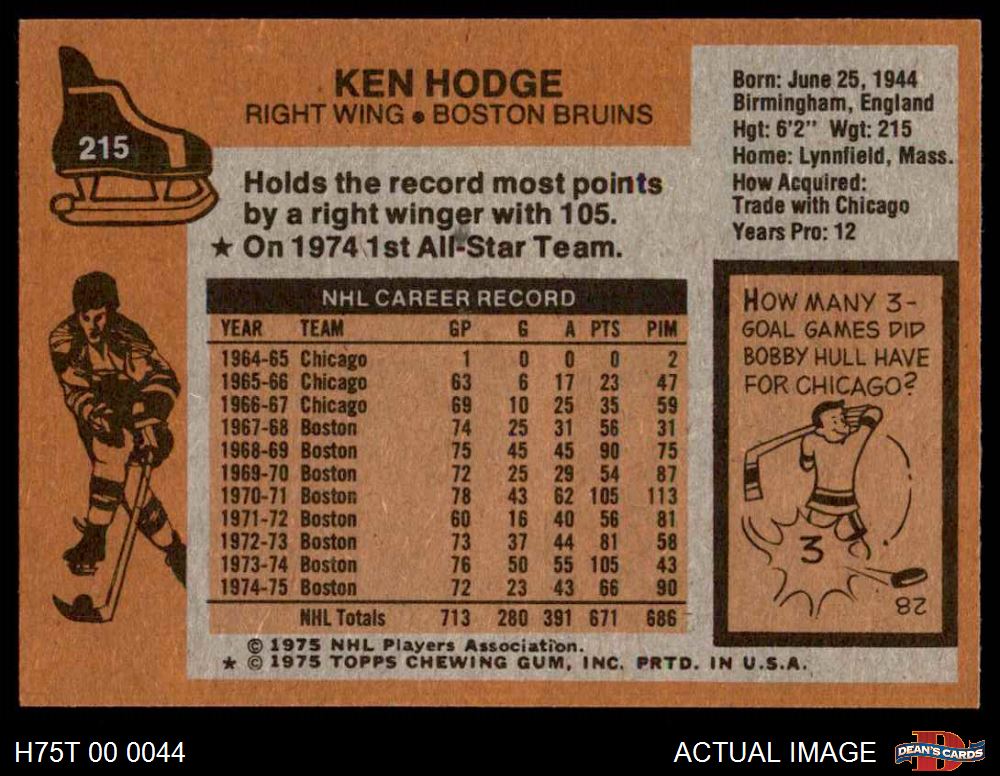 215
KEN HODGE
RIGHT WING • BOSTON BRUINS
Holds the record most points
by a right winger with 105.
★ On 1974 1st All-Star Team.
Born: June 25, 1944
Birmingham, England
Hgt: 6'2" Wgt: 215
Home: Lynnfield, Mass.
How Acquired:
Trade with Chicago
Years Pro: 12
NHL CAREER RECORD
YEAR TEAM GP G A PTS PIM
1964-65 Chicago 1 0 0 0 2
1965-66 Chicago 63 6 17 23 47
1966-67 Chicago 69 10 25 35 59
1967-68 Boston 74 25 31 56 31
1968-69 Boston 75 45 45 90 75
1969-70 Boston 72 25 29 54 87
1970-71 Boston 78 43 62 105 113
1971-72 Boston 60 16 40 56 81
1972-73 Boston 73 37 44 81 58
1973-74 Boston 76 50 55 105 43
1974-75 Boston 72 23 43 66 90
NHL Totals 713 280 391 671 686
HOW MANY 3-
GOAL GAMES DID
BOBBY HULL HAVE
FOR CHICAGO?
3
28
© 1975 NHL Players Association.
★ © 1975 TOPPS CHEWING GUM, INC. PRTD. IN U.S.A.
H75T 00 0044
ACTUAL IMAGE
DEAN'S CARDS